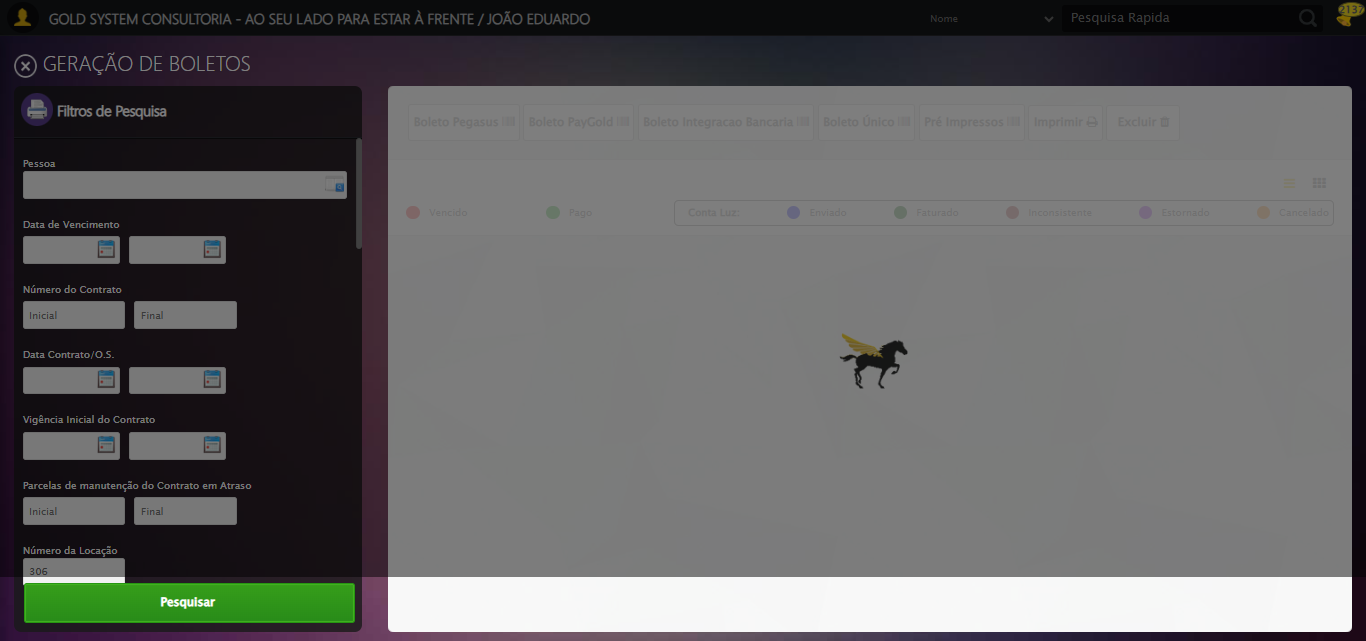 GOLD SYSTEM CONSULTORIA - AO SEU LADO PARA ESTAR À FRENTE / JOÃO EDUARDO
Nome
Pesquisa Rapida
2137
GERAÇÃO DE BOLETOS
Filtros de Pesquisa
Pessoa
Data de Vencimento
Número do Contrato
Inicial
Final
Data Contrato/O.S.
Vigência Inicial do Contrato
Parcelas de manutenção do Contrato em Atraso
Inicial
Final
Número da Locação
306
Pesquisar
Boleto Pegasus
Boleto PayGold
Boleto Integracao Bancaria
Boleto Único
Pré Impressos
Imprimir
Excluir
Vencido
Pago
Conta Luz:
Enviado
Faturado
Inconsistente
Estornado
Cancelado